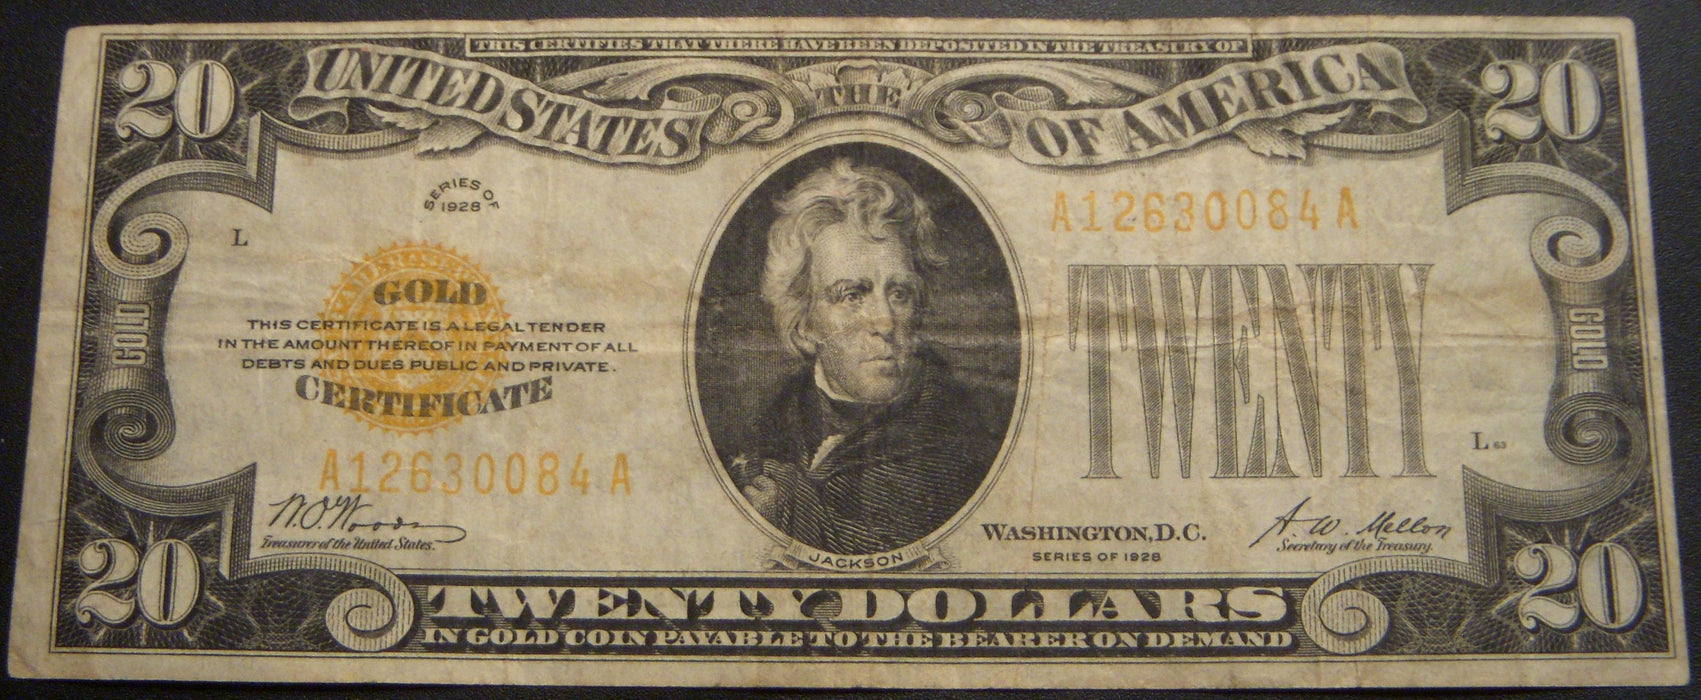 THIS CERTIFIES THAT THERE HAVE BEEN DEPOSITED IN THE TREASURY OF
20
UNITED STATES
THE
OF AMERICA
20
SERIES OF
1928
A12630084A
L
GOLD
GOLD
THIS CERTIFICATE IS A LEGAL TENDER
IN THE AMOUNT THEREOF IN PAYMENT OF ALL
DEBTS AND DUES PUBLIC AND PRIVATE.
CERTIFICATE
TWENTY
GOLD
L 63
A12630084A
W.O. Woods
Treasurer of the United States.
WASHINGTON, D.C.
SERIES OF 1928
A. W. Mellon
Secretary of the Treasury.
JACKSON
20
20
TWENTY DOLLARS
IN GOLD COIN PAYABLE TO THE BEARER ON DEMAND